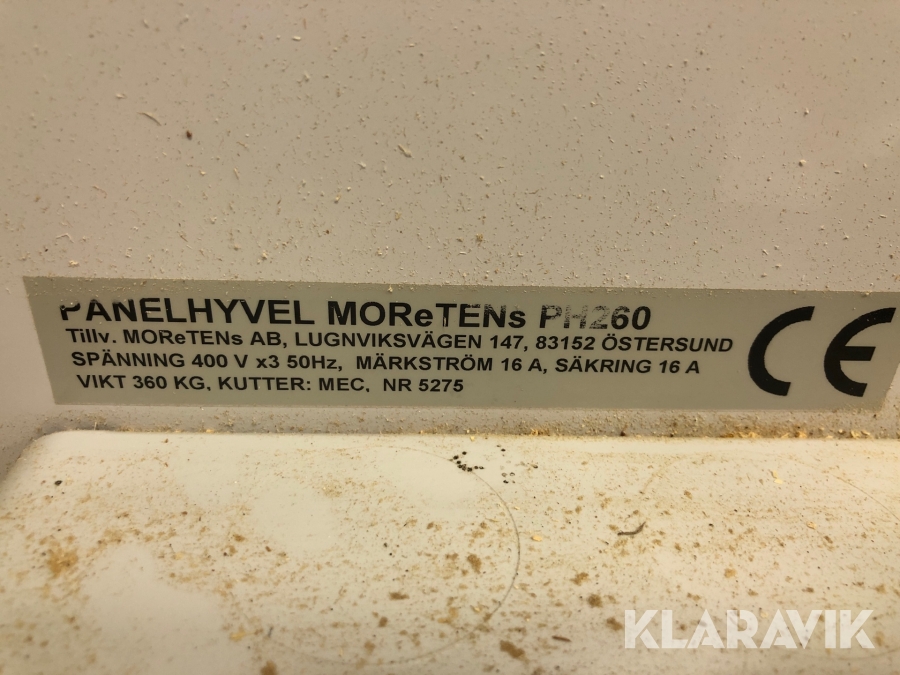 PANELHYVEL MOReTENs PH260
Tillv. MOReTENs AB, LUGNVIKSVÄGEN 147, 83152 ÖSTERSUND
SPÄNNING 400 V x3 50Hz, MÄRKSTRÖM 16 A, SÄKRING 16 A
VIKT 360 KG, KUTTER: MEC, NR 5275
CE
KLARAVIK